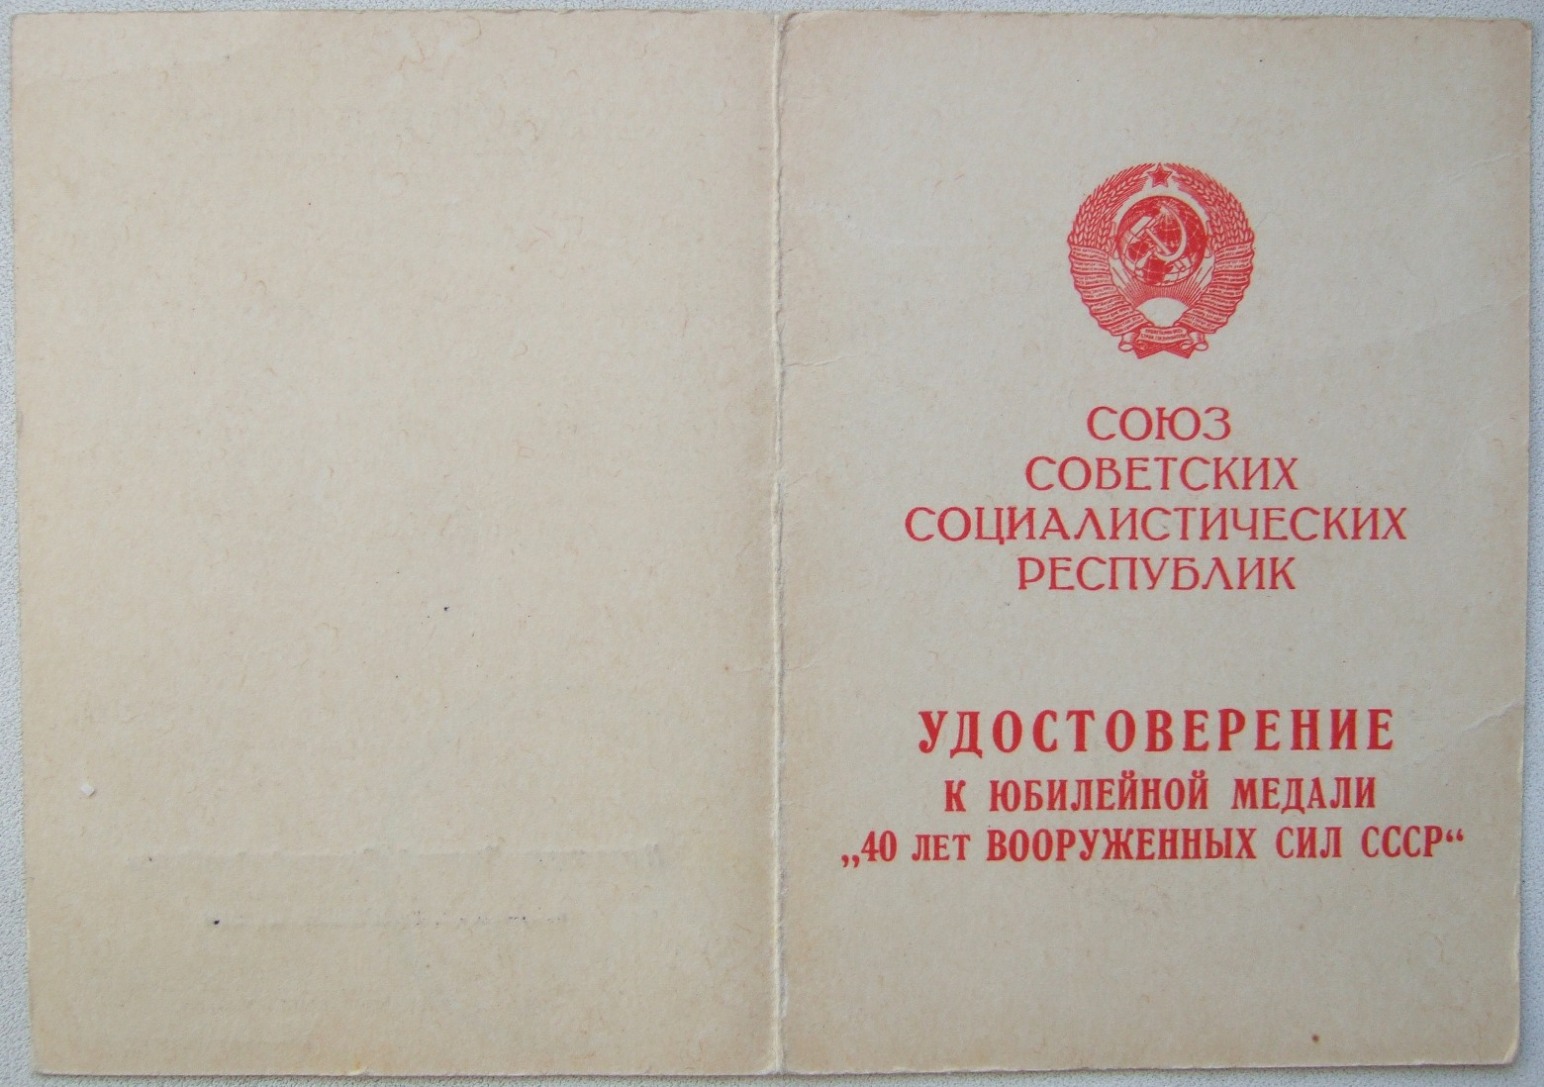 СОЮЗ
СОВЕТСКИХ
СОЦИАЛИСТИЧЕСКИХ
РЕСПУБЛИК
УДОСТОВЕРЕНИЕ
К ЮБИЛЕЙНОЙ МЕДАЛИ
„40 ЛЕТ ВООРУЖЕННЫХ СИЛ СССР“